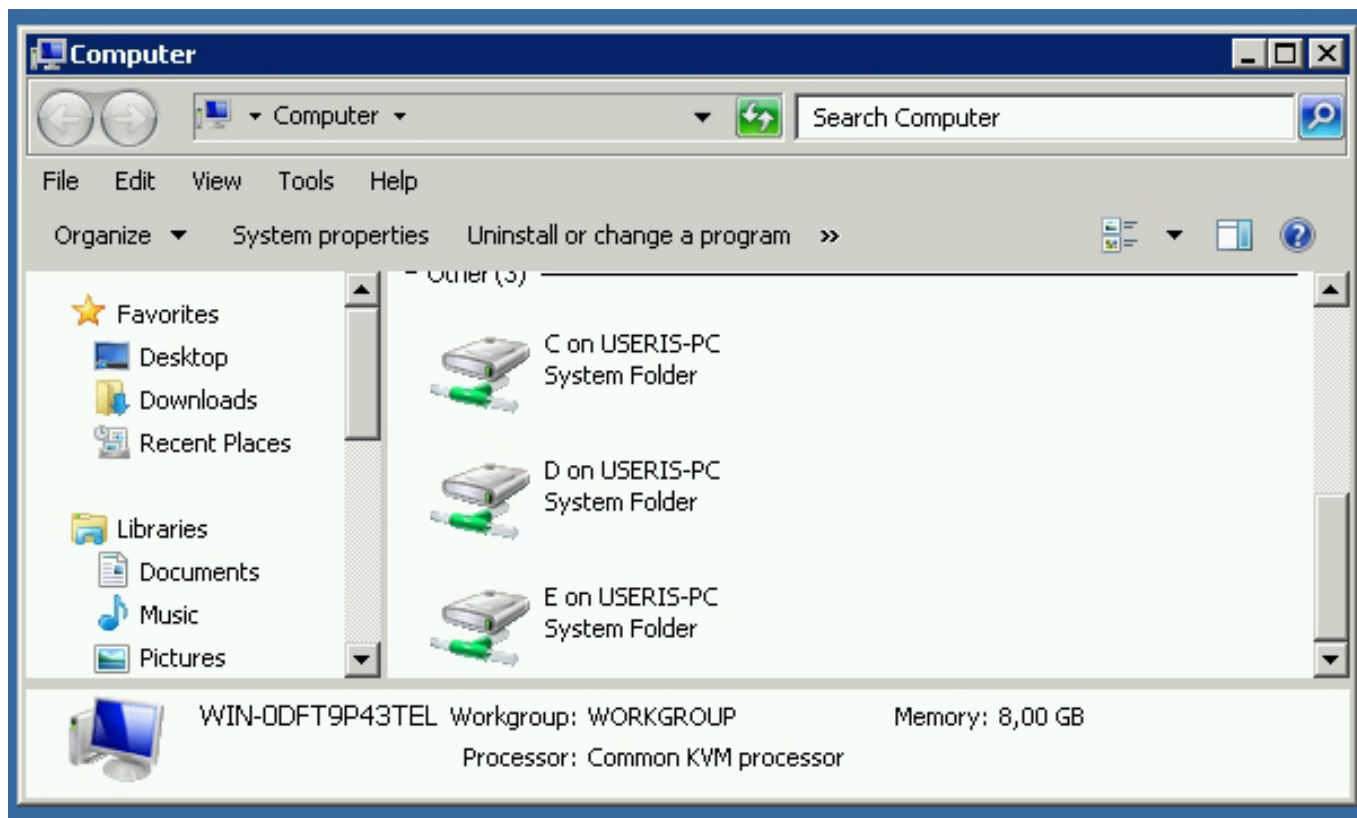 Computer
Computer
Search Computer
File Edit View Tools Help
Organize System properties Uninstall or change a program »
Favorites
Desktop
Downloads
Recent Places
Libraries
Documents
Music
Pictures
Other (3)
C on USERIS-PC
System Folder
D on USERIS-PC
System Folder
E on USERIS-PC
System Folder
WIN-0DFT9P43TEL Workgroup: WORKGROUP Memory: 8,00 GB
Processor: Common KVM processor